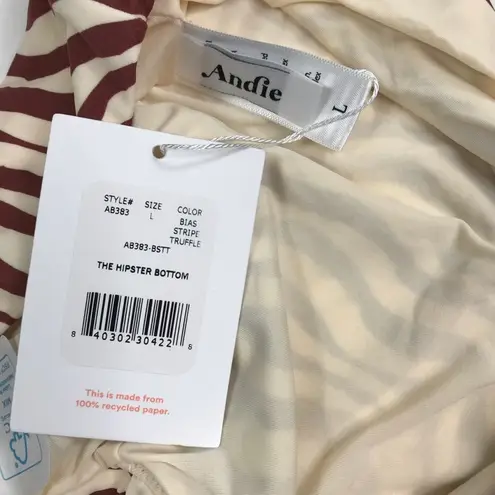 Andie
L
STYLE# SIZE COLOR
AB383 L BIAS
STRIPE
TRUFFLE
AB383-BSTT
THE HIPSTER BOTTOM
8 40302 30422 6
This is made from
100% recycled paper.